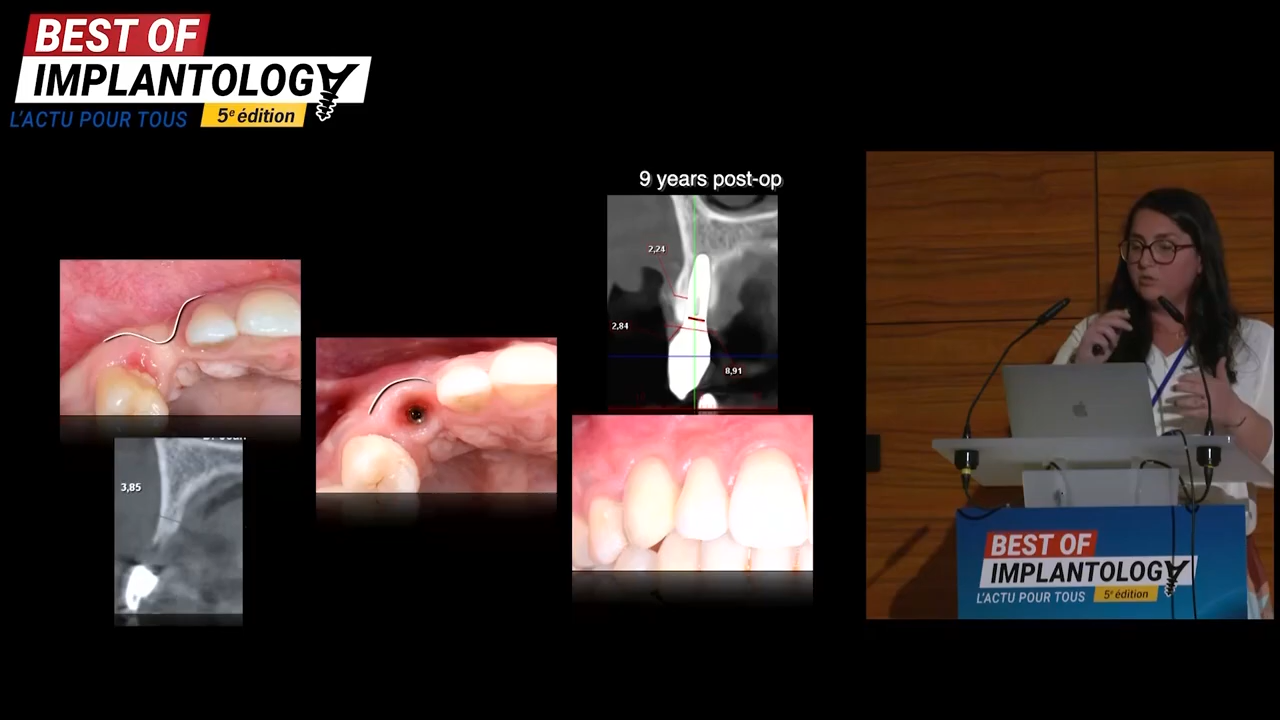 BEST OF
IMPLANTOLOGY
L'ACTU POUR TOUS
5e édition
9 years post-op
2,24
2,84
8,91
3,85
BEST OF
IMPLANTOLOGY
L'ACTU POUR TOUS
5e édition